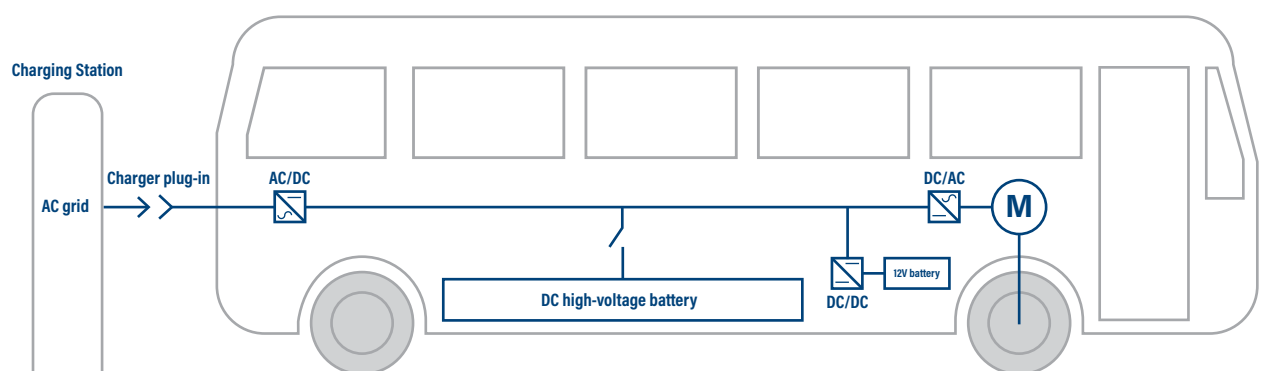 Charging Station
Charger plug-in
AC/DC
DC/AC
AC grid
M
12V battery
DC/DC
DC high-voltage battery